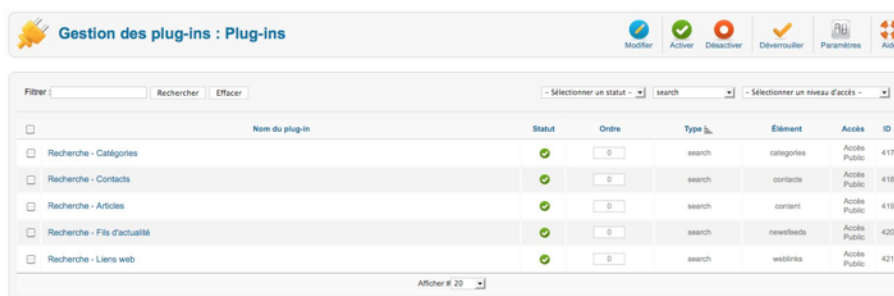 Gestion des plug-ins : Plug-ins
Modifier Activer Désactiver Déverrouiller Paramètres Aide
Filtrer : Rechercher Effacer - Sélectionner un statut - search - Sélectionner un niveau d'accès -
Nom du plug-in Statut Ordre Type Élément Accès ID
Recherche - Catégories 0 search categories Accès Public 417
Recherche - Contacts 0 search contacts Accès Public 418
Recherche - Articles 0 search content Accès Public 419
Recherche - Fils d'actualité 0 search newsfeeds Accès Public 420
Recherche - Liens web 0 search weblinks Accès Public 421
Afficher # 20